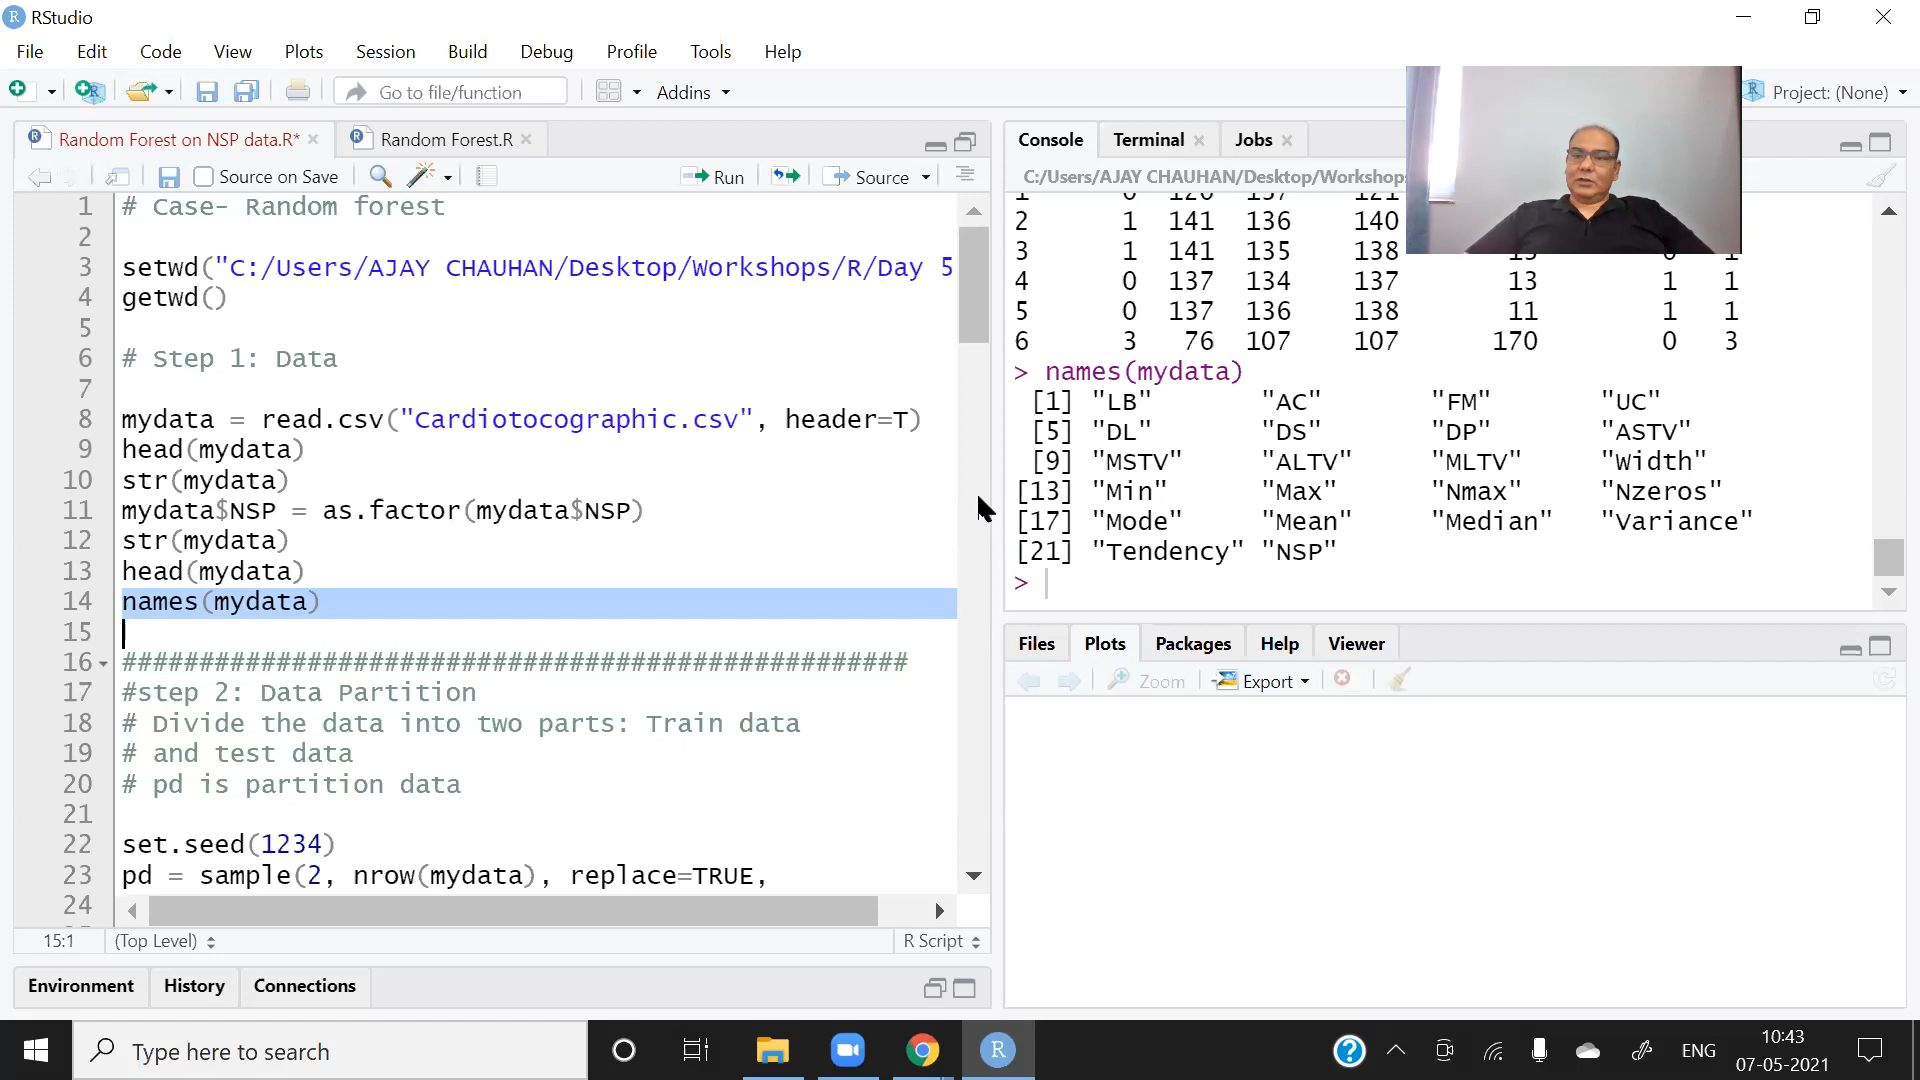 RStudio
File Edit Code View Plots Session Build Debug Profile Tools Help
Go to file/function Addins Project: (None)
Random Forest on NSP data.R* Random Forest.R
Source on Save Run Source
1 # Case- Random forest
2
3 setwd("C:/Users/AJAY CHAUHAN/Desktop/Workshops/R/Day 5
4 getwd()
5
6 # Step 1: Data
7
8 mydata = read.csv("Cardiotocographic.csv", header=T)
9 head(mydata)
10 str(mydata)
11 mydata$NSP = as.factor(mydata$NSP)
12 str(mydata)
13 head(mydata)
14 names(mydata)
15
16 ###################################################
17 #step 2: Data Partition
18 # Divide the data into two parts: Train data
19 # and test data
20 # pd is partition data
21
22 set.seed(1234)
23 pd = sample(2, nrow(mydata), replace=TRUE,
24
15:1 (Top Level) R Script
Environment History Connections
Console Terminal Jobs
C:/Users/AJAY CHAUHAN/Desktop/Workshops
2 1 141 136 140
3 1 141 135 138
4 0 137 134 137 13 1 1
5 0 137 136 138 11 1 1
6 3 76 107 107 170 0 3
> names(mydata)
[1] "LB" "AC" "FM" "UC"
[5] "DL" "DS" "DP" "ASTV"
[9] "MSTV" "ALTV" "MLTV" "Width"
[13] "Min" "Max" "Nmax" "Nzeros"
[17] "Mode" "Mean" "Median" "Variance"
[21] "Tendency" "NSP"
>
Files Plots Packages Help Viewer
Zoom Export
Type here to search
ENG
10:43
07-05-2021